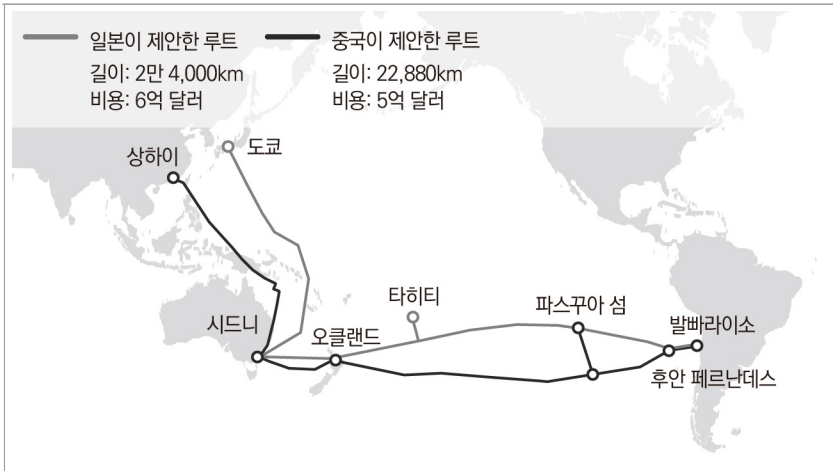 일본이 제안한 루트
길이: 2만 4,000km
비용: 6억 달러
중국이 제안한 루트
길이: 22,880km
비용: 5억 달러
상하이
도쿄
시드니
오클랜드
타히티
파스꾸아 섬
발빠라이소
후안 페르난데스